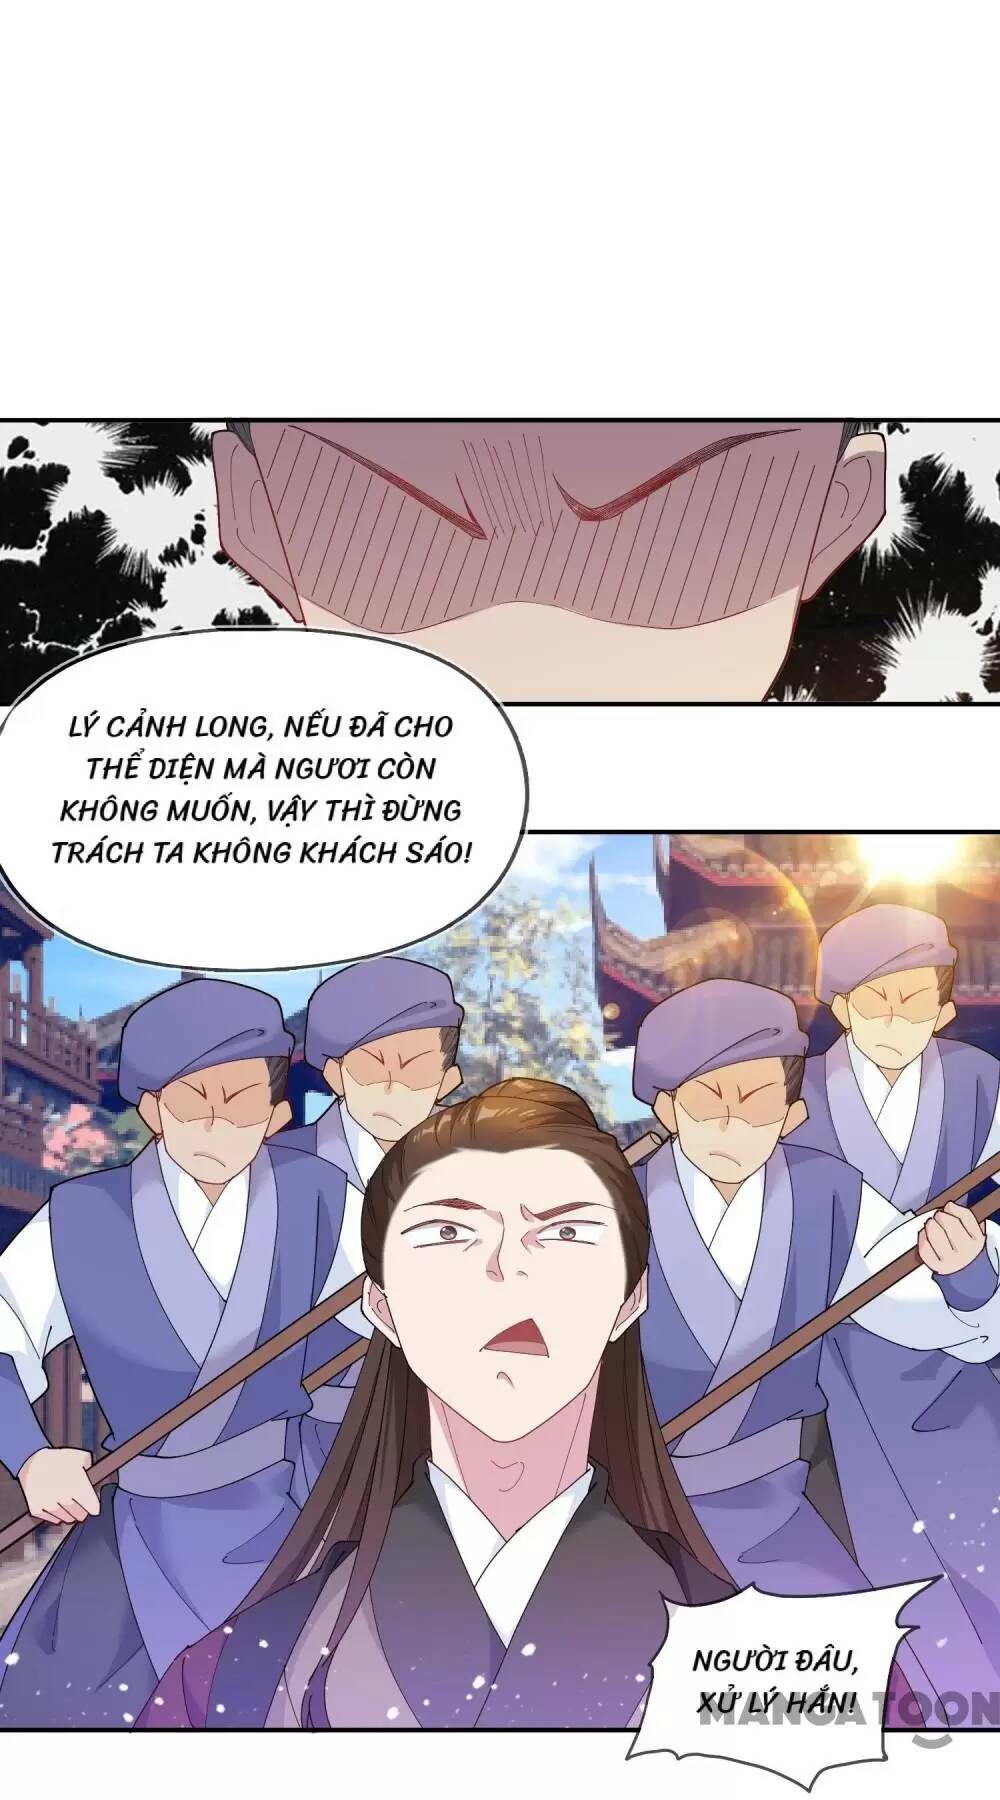 LÝ CẢNH LONG, NẾU ĐÃ CHO
THỂ DIỆN MÀ NGƯƠI CÒN
KHÔNG MUỐN, VẬY THÌ ĐỪNG
TRÁCH TA KHÔNG KHÁCH SÁO!
NGƯỜI ĐÂU,
XỬ LÝ HẮN!
MANGATOON